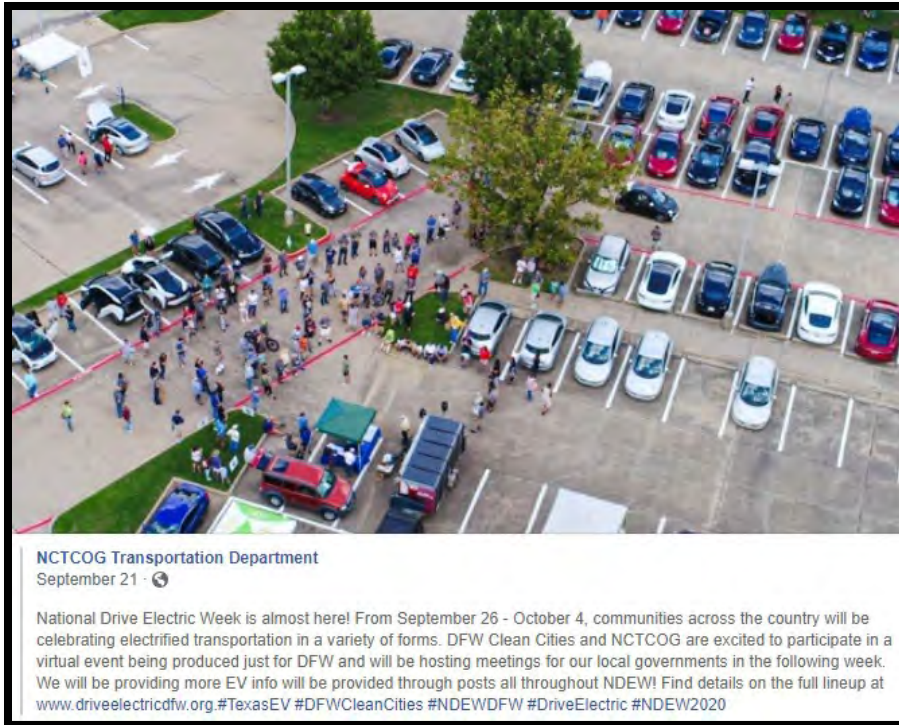 NCTCOG Transportation Department
September 21 ·
National Drive Electric Week is almost here! From September 26 - October 4, communities across the country will be
celebrating electrified transportation in a variety of forms. DFW Clean Cities and NCTCOG are excited to participate in a
virtual event being produced just for DFW and will be hosting meetings for our local governments in the following week.
We will be providing more EV info will be provided through posts all throughout NDEW! Find details on the full lineup at
www.driveelectricdfw.org.#TexasEV #DFWCleanCities #NDEWDFW #DriveElectric #NDEW2020